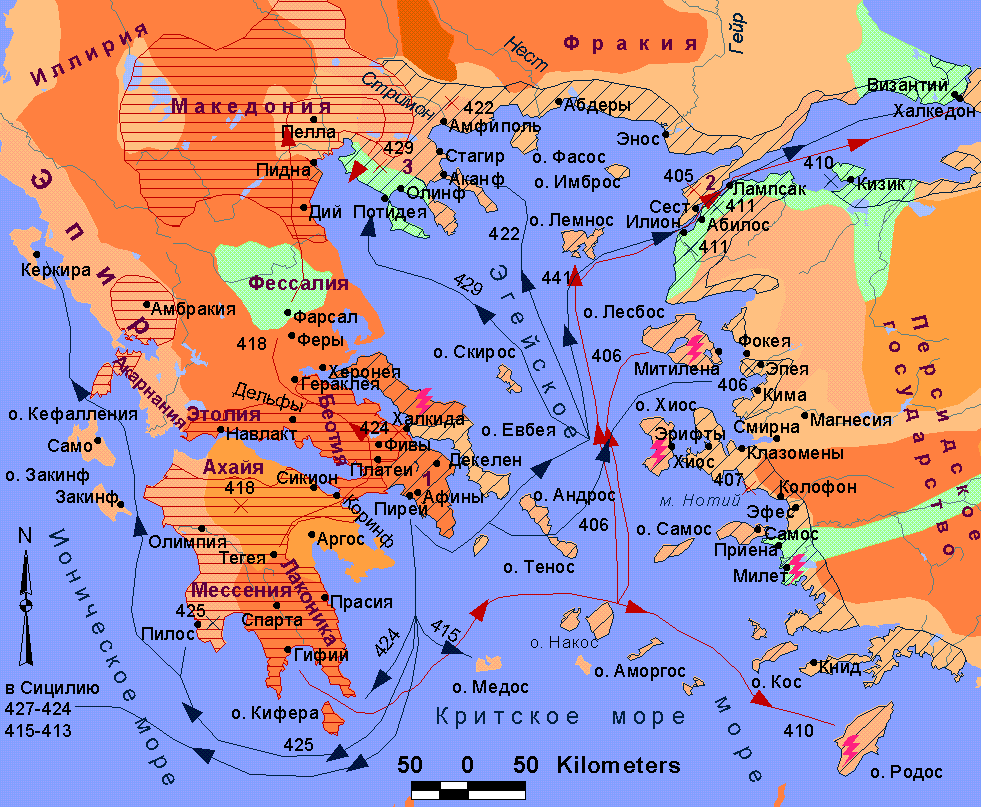 Иллирия
Фракия
Гейр
Нест
Стримон
Македония
Пелла
422
Амфиполь
Абдеры
Византий
Халкедон
Энос
429
3
Стагир
о. Фасос
410
Пидна
Аканф
о. Имброс
405
2
Лампсак
Кизик
Эпир
Олинф
Дий
Потидея
о. Лемнос
Сест
411
Илион
Абилос
411
422
Керкира
Фессалия
429
441
Эгейское
Амбракия
Фарсал
о. Лесбос
Персидское
государство
418
Феры
о. Скирос
406
Фокея
Митилена
Эпея
Акарнания
Херонея
Гераклея
406
Кима
Дельфы
о. Кефалления
Этолия
Беотия
Халкида
о. Хиос
Магнесия
Навлакт
424
о. Евбея
Смирна
Само
Фивы
Эрифты
Клазомены
Платеи
Декелен
Хиос
о. Закинф
Ахайя
Сикион
1
407
Колофон
Закинф
418
Афины
о. Андрос
м. Нотий
Пирей
Эфес
N
Коринф
406
о. Самос
Самос
Олимпия
Аргос
Приена
Тегея
о. Тенос
Милет
Ионическое море
Мессения
Лаконика
Прасия
425
Спарта
Пилос
424
415
о. Накос
Гифий
о. Аморгос
Книд
в Сицилию
о. Медос
о. Кос
427-424
о. Кифера
Критское море
море
415-413
410
425
50 0 50 Kilometers
о. Родос